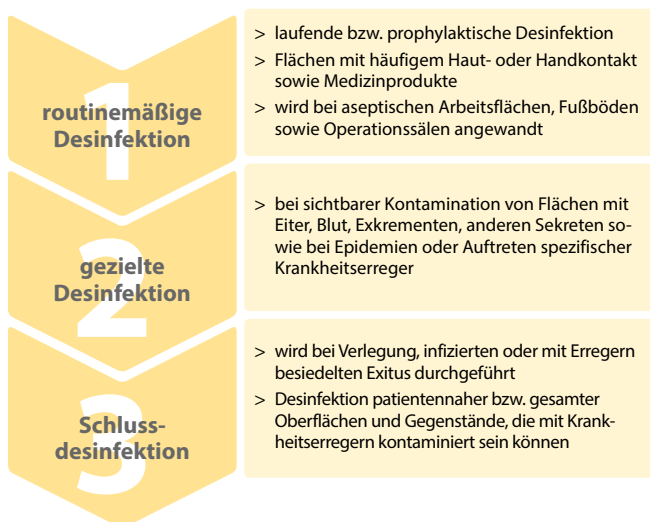 1
routinemäßige
Desinfektion
> laufende bzw. prophylaktische Desinfektion
> Flächen mit häufigem Haut- oder Handkontakt
sowie Medizinprodukte
> wird bei aseptischen Arbeitsflächen, Fußböden
sowie Operationssälen angewandt
2
gezielte
Desinfektion
> bei sichtbarer Kontamination von Flächen mit
Eiter, Blut, Exkrementen, anderen Sekreten so-
wie bei Epidemien oder Auftreten spezifischer
Krankheitserreger
3
Schluss-
desinfektion
> wird bei Verlegung, infizierten oder mit Erregern
besiedelten Exitus durchgeführt
> Desinfektion patientennaher bzw. gesamter
Oberflächen und Gegenstände, die mit Krank-
heitserregern kontaminiert sein können